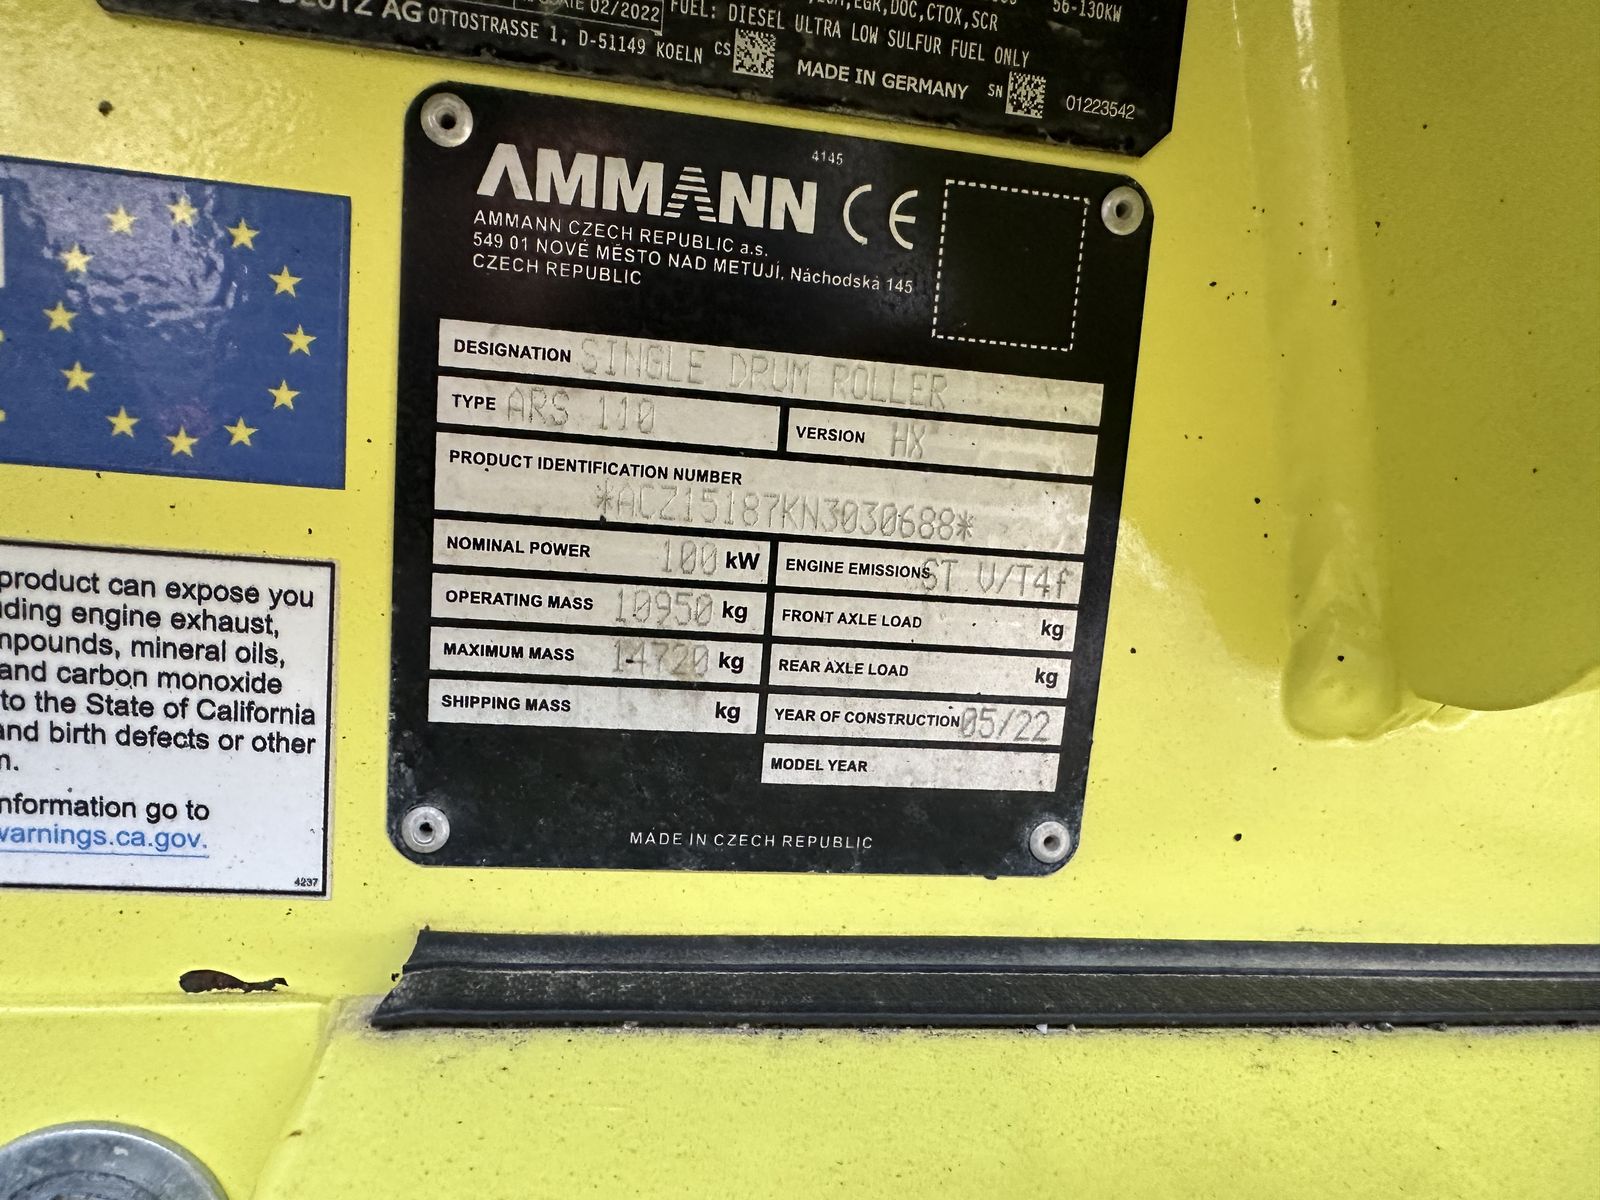 DEUTZ AG OTTOSTRASSE 1, D-51149 KOELN
02/2022
EGR,DOC,CTOX,SCR
56-130KW
FUEL: DIESEL ULTRA LOW SULFUR FUEL ONLY
CS
MADE IN GERMANY
SN
01223542
4145
AMMANN CE
AMMANN CZECH REPUBLIC a.s.
549 01 NOVÉ MĚSTO NAD METUJÍ, Náchodská 145
CZECH REPUBLIC
DESIGNATION SINGLE DRUM ROLLER
TYPE ARS 110
VERSION HX
PRODUCT IDENTIFICATION NUMBER
*ACZ15187KN3030688*
NOMINAL POWER 100 kW
ENGINE EMISSIONS ST V/T4f
OPERATING MASS 10950 kg
FRONT AXLE LOAD kg
MAXIMUM MASS 14720 kg
REAR AXLE LOAD kg
SHIPPING MASS kg
YEAR OF CONSTRUCTION 05/22
MODEL YEAR
MADE IN CZECH REPUBLIC
product can expose you
engine exhaust,
mineral oils,
and carbon monoxide
to the State of California
and birth defects or other
information go to
warnings.ca.gov.
4237